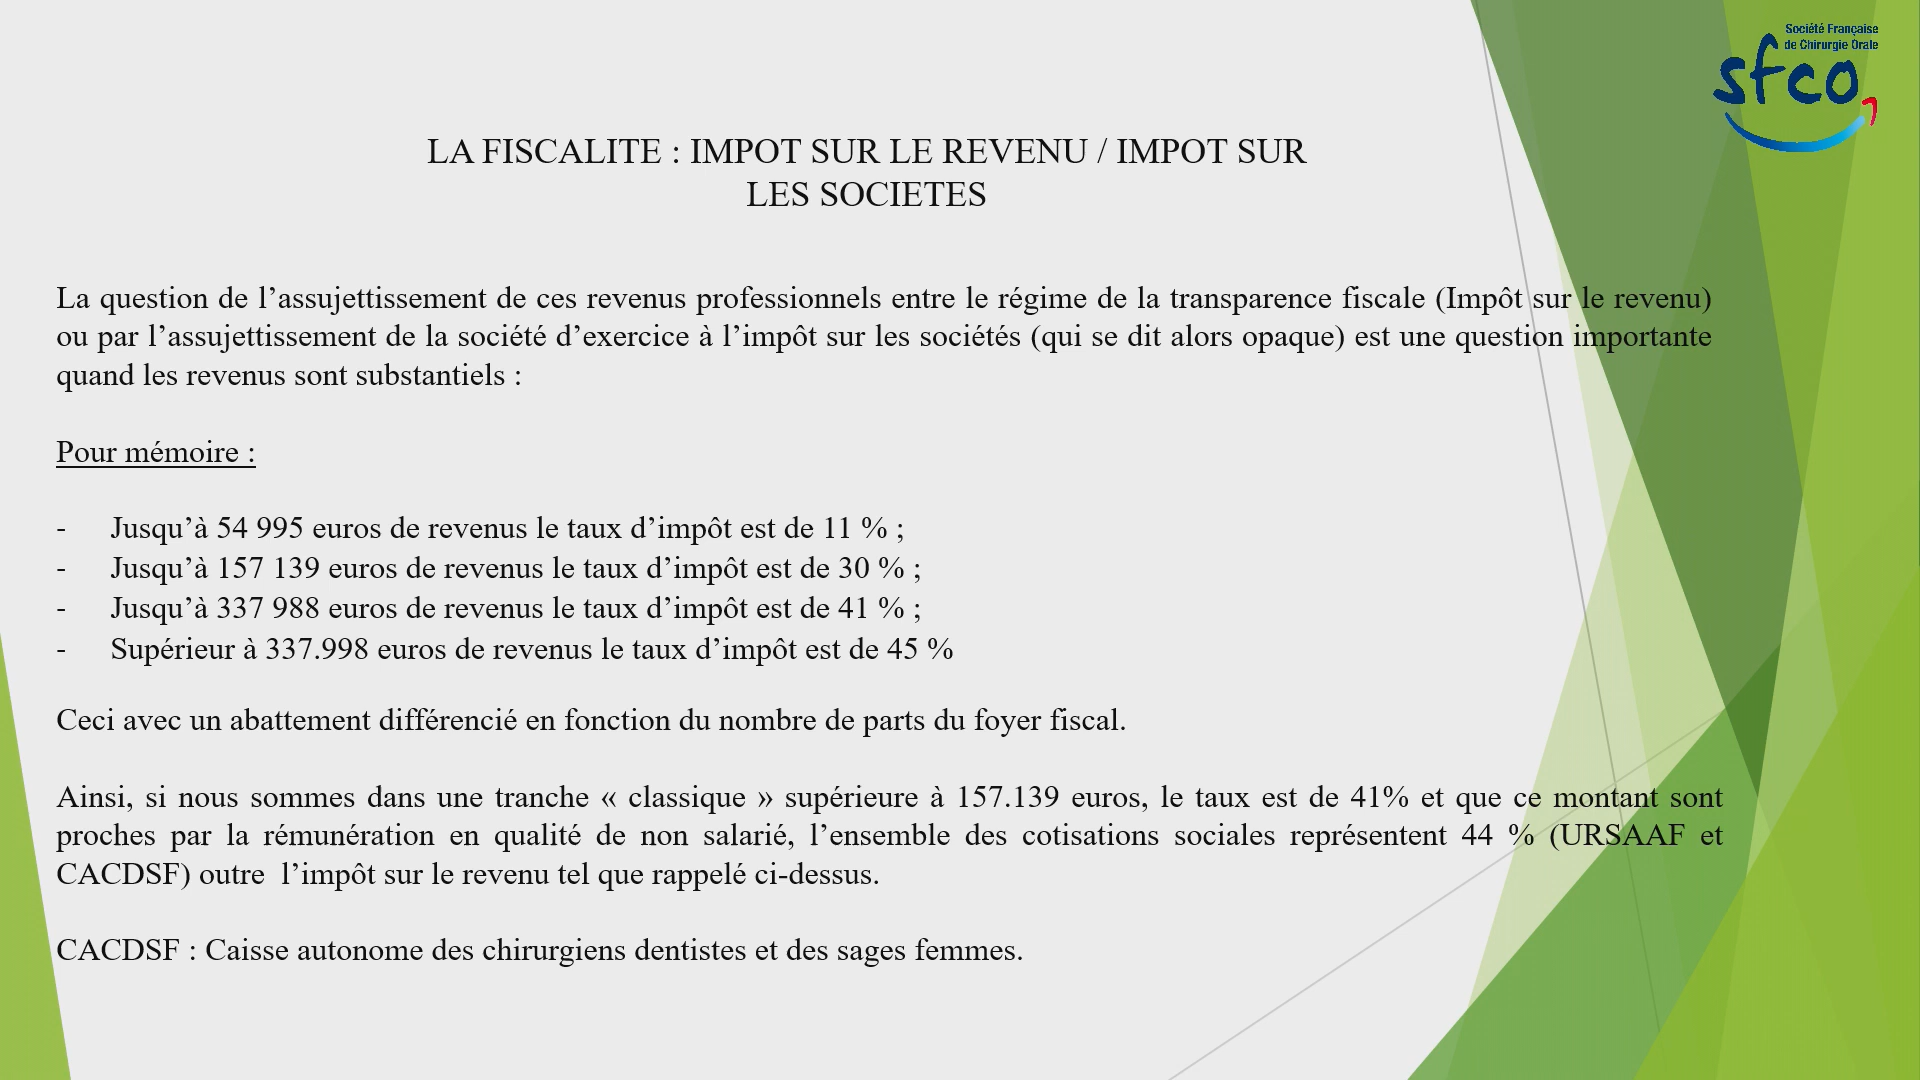 Société Française
de Chirurgie Orale
sfco
LA FISCALITE : IMPOT SUR LE REVENU / IMPOT SUR
LES SOCIETES
La question de l’assujettissement de ces revenus professionnels entre le régime de la transparence fiscale (Impôt sur le revenu)
ou par l’assujettissement de la société d’exercice à l’impôt sur les sociétés (qui se dit alors opaque) est une question importante
quand les revenus sont substantiels :
Pour mémoire :
- Jusqu’à 54 995 euros de revenus le taux d’impôt est de 11 % ;
- Jusqu’à 157 139 euros de revenus le taux d’impôt est de 30 % ;
- Jusqu’à 337 988 euros de revenus le taux d’impôt est de 41 % ;
- Supérieur à 337.998 euros de revenus le taux d’impôt est de 45 %
Ceci avec un abattement différencié en fonction du nombre de parts du foyer fiscal.
Ainsi, si nous sommes dans une tranche « classique » supérieure à 157.139 euros, le taux est de 41% et que ce montant sont
proches par la rémunération en qualité de non salarié, l’ensemble des cotisations sociales représentent 44 % (URSAAF et
CACDSF) outre l’impôt sur le revenu tel que rappelé ci-dessus.
CACDSF : Caisse autonome des chirurgiens dentistes et des sages femmes.